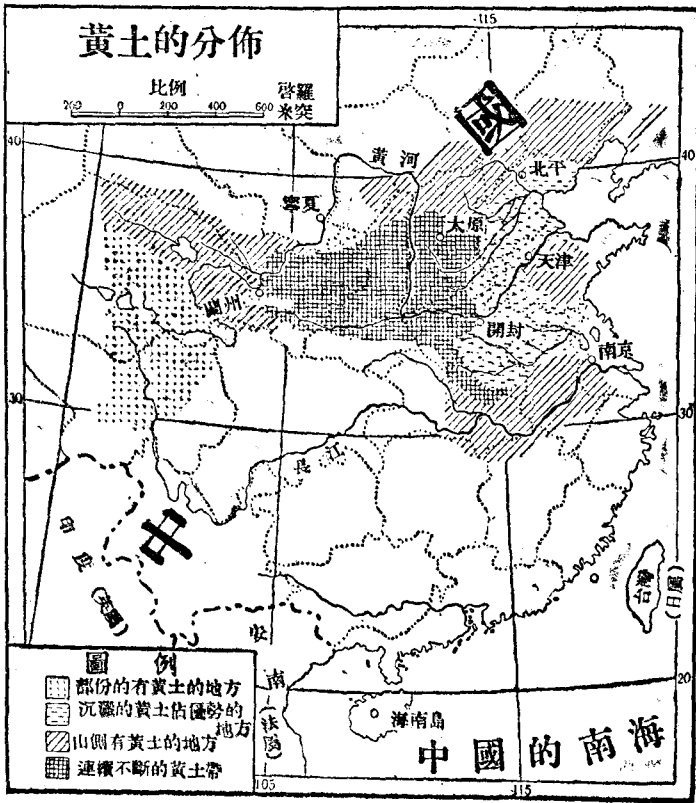 黃土的分佈
比例
200 0 200 400 600
啓羅
米突
115
40
40
國
黃河
北平
寧夏
太原
天津
蘭州
開封
南京
30
30
長江
中
印度(英屬)
台灣(日屬)
安南(法屬)
20
海南島
中國的南海
105
115
圖例
部份的有黃土的地方
沉澱的黃土佔優勢的
地方
山側有黃土的地方
連續不斷的黃土帶